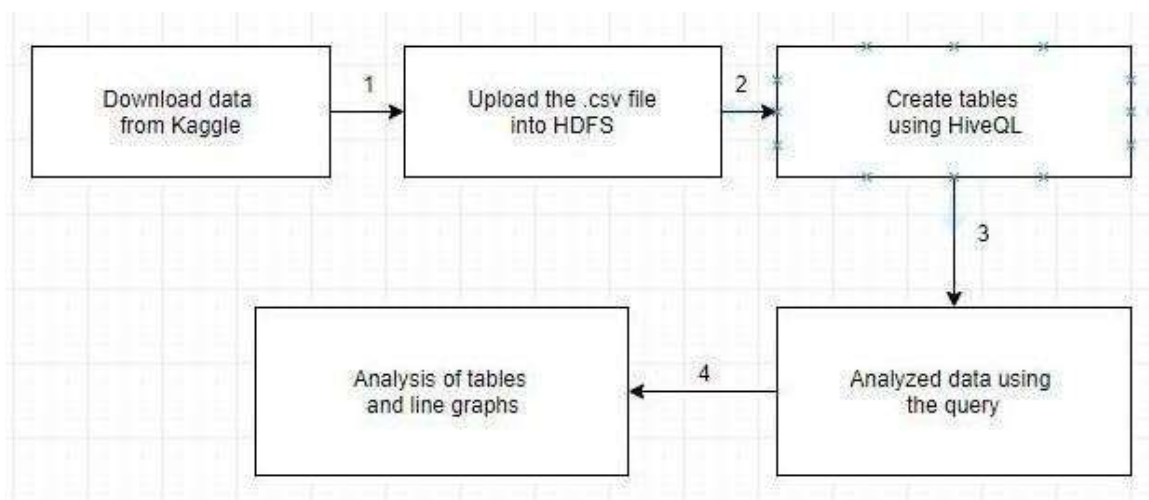 Download data
from Kaggle
1
Upload the .csv file
into HDFS
2
Create tables
using HiveQL
3
Analyzed data using
the query
4
Analysis of tables
and line graphs